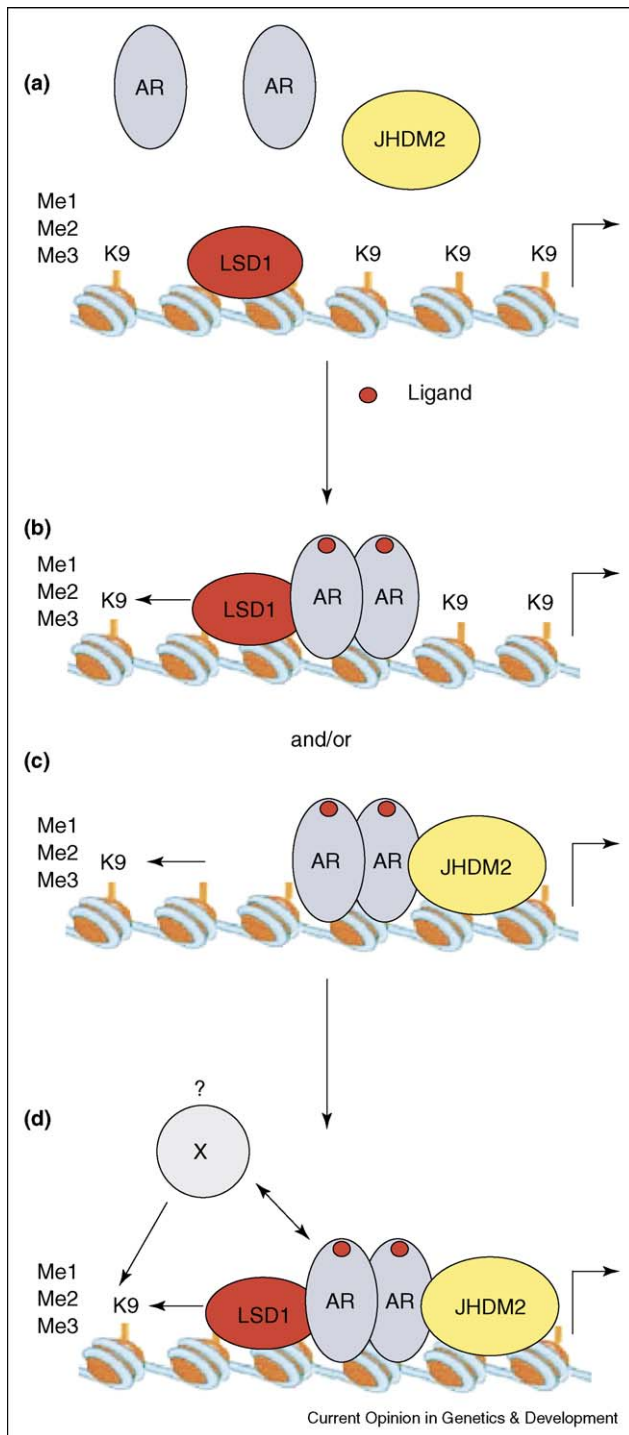 (a)
AR AR
JHDM2
Me1
Me2
Me3 K9 LSD1 K9 K9 K9
Ligand
(b)
Me1
Me2
Me3 K9 LSD1 AR AR K9 K9
and/or
(c)
Me1
Me2
Me3 K9 AR AR JHDM2
?
(d)
X
Me1
Me2
Me3 K9 LSD1 AR AR JHDM2
Current Opinion in Genetics & Development